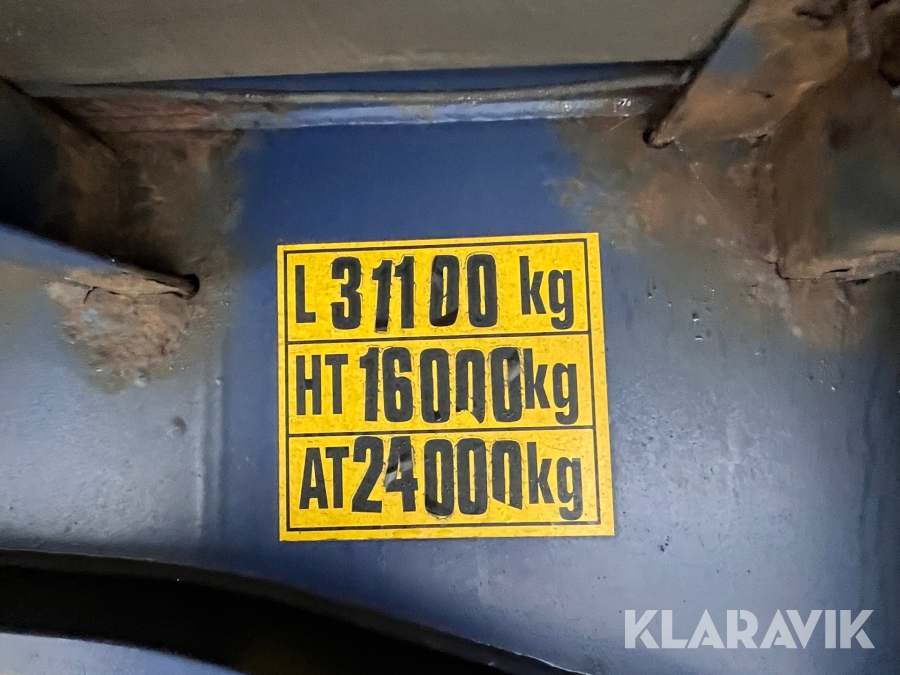 L 31100 kg
HT 16000 kg
AT 24000 kg
KLARAVIK